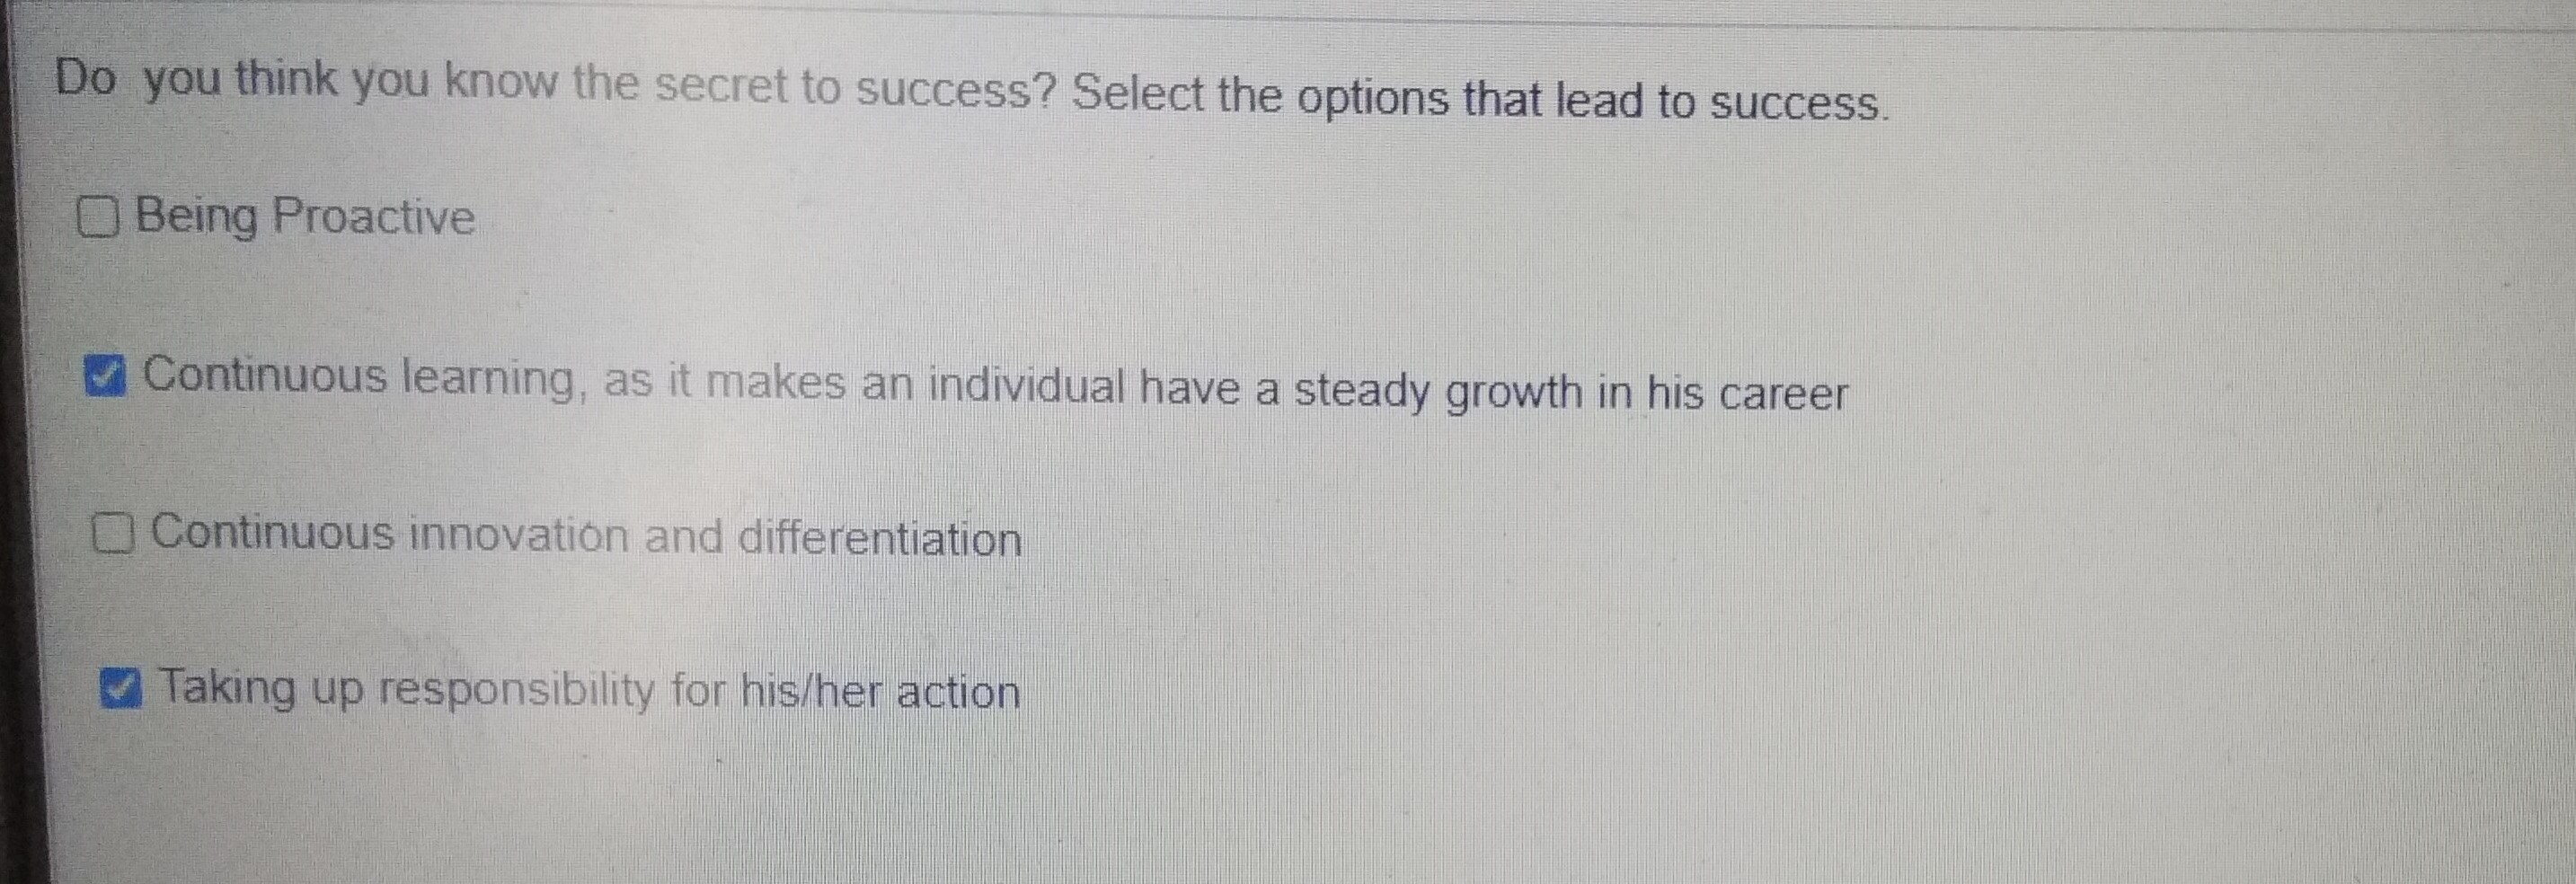 Do you think you know the secret to success? Select the options that lead to success.
Being Proactive
Continuous learning, as it makes an individual have a steady growth in his career
Continuous innovation and differentiation
Taking up responsibility for his/her action